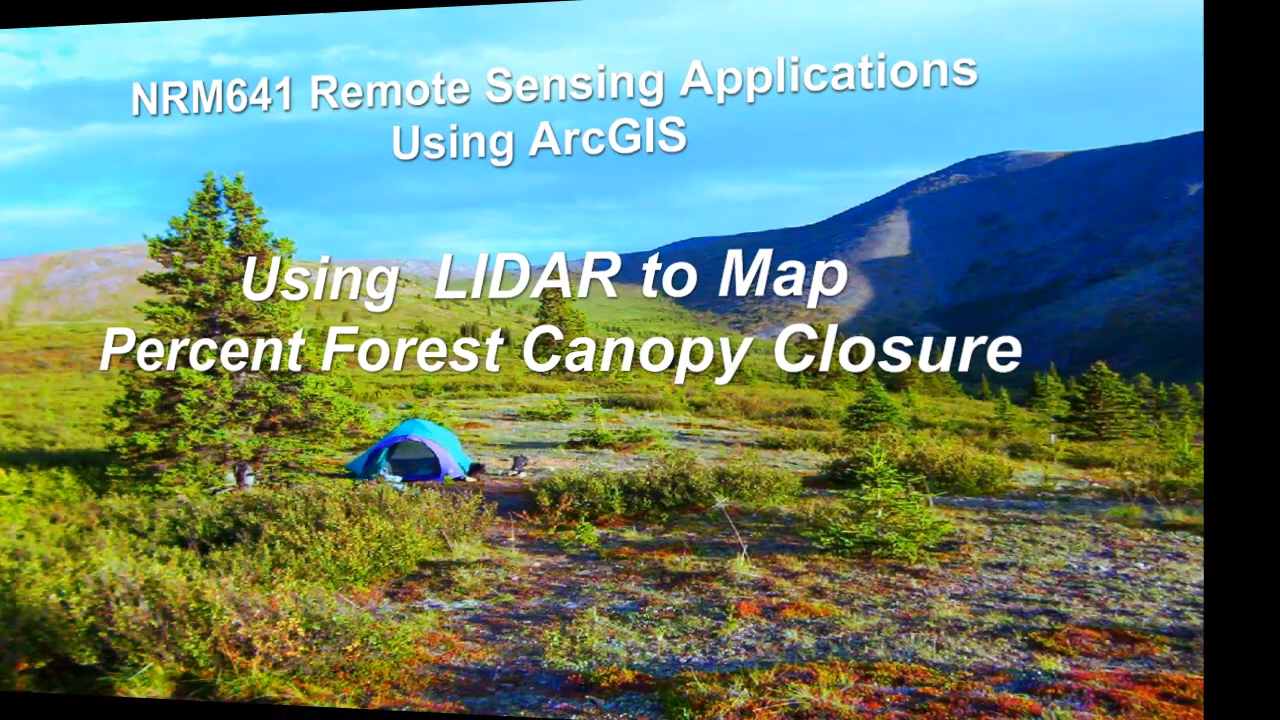 NRM641 Remote Sensing Applications
Using ArcGIS
Using LIDAR to Map
Percent Forest Canopy Closure